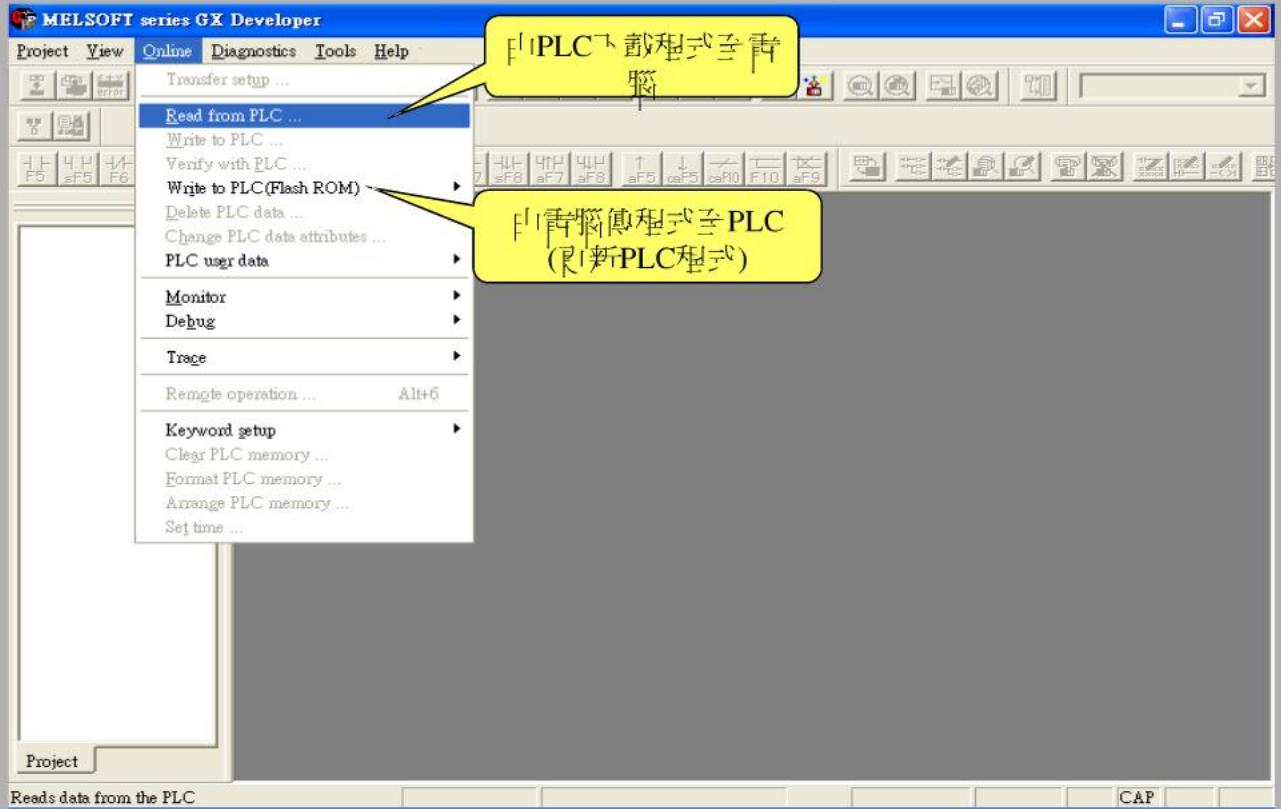 MELSOFT series GX Developer
Project View Online Diagnostics Tools Help
Transfer setup ...
Read from PLC ...
Write to PLC ...
Verify with PLC ...
Write to PLC(Flash ROM)
Delete PLC data ...
Change PLC data attributes ...
PLC user data
Monitor
Debug
Trace
Remote operation ... Alt+6
Keyword setup
Clear PLC memory ...
Format PLC memory ...
Arrange PLC memory ...
Set time ...
由PLC下載程式至電
腦
由電腦傳程式至PLC
(刷新PLC程式)
error
F5 sF5 F6 sF8 aF7 aF8 aF5 caF5 caF10 F10 aF9
Project
Reads data from the PLC CAP